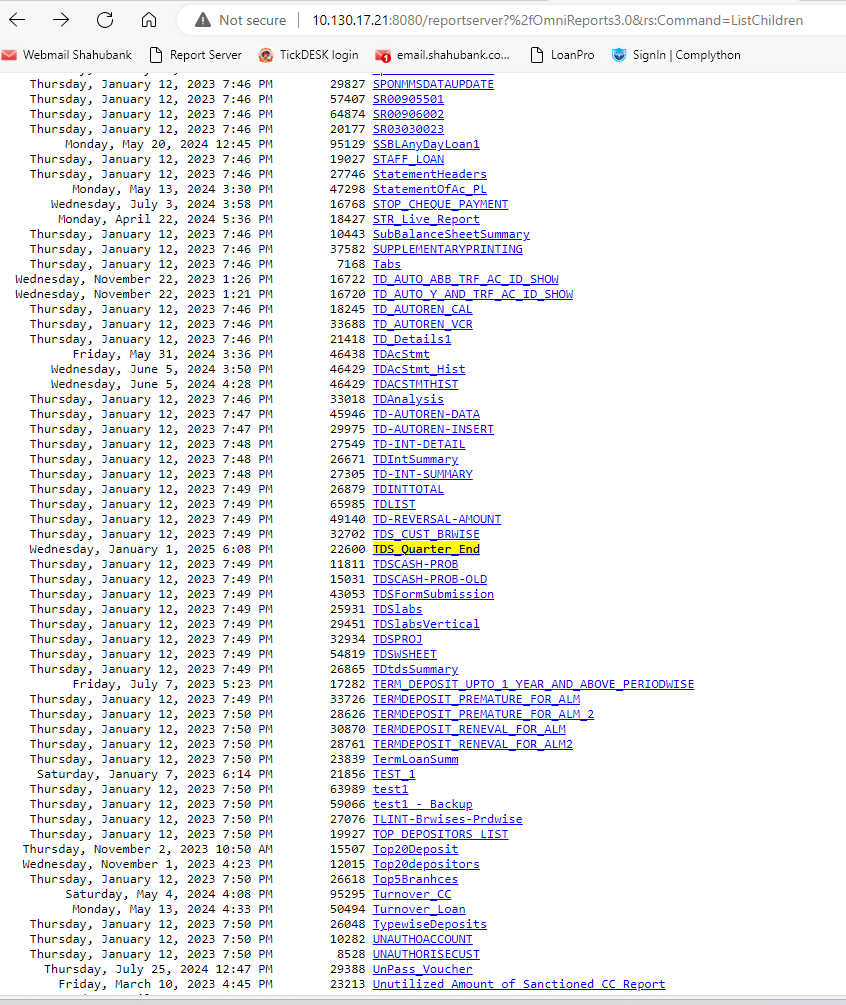 Not secure 10.130.17.21:8080/reportserver?%2fOmniReports3.0&rs:Command=ListChildren
Webmail Shahubank Report Server TickDESK login email.shahubank.co... LoanPro SignIn | Complython
Thursday, January 12, 2023 7:46 PM 29827 SPONMMSDATAUPDATE
Thursday, January 12, 2023 7:46 PM 57407 SR00905501
Thursday, January 12, 2023 7:46 PM 64874 SR00906002
Thursday, January 12, 2023 7:46 PM 20177 SR03030023
Monday, May 20, 2024 12:45 PM 95129 SSBLAnyDayLoan1
Thursday, January 12, 2023 7:46 PM 19027 STAFF_LOAN
Thursday, January 12, 2023 7:46 PM 27746 StatementHeaders
Monday, May 13, 2024 3:30 PM 47298 StatementOfAc_PL
Wednesday, July 3, 2024 3:58 PM 16768 STOP_CHEQUE_PAYMENT
Monday, April 22, 2024 5:36 PM 18427 STR_Live_Report
Thursday, January 12, 2023 7:46 PM 10443 SubBalanceSheetSummary
Thursday, January 12, 2023 7:46 PM 37582 SUPPLEMENTARYPRINTING
Thursday, January 12, 2023 7:46 PM 7168 Tabs
Wednesday, November 22, 2023 1:26 PM 16722 TD_AUTO_ABB_TRF_AC_ID_SHOW
Wednesday, November 22, 2023 1:21 PM 16720 TD_AUTO_Y_AND_TRF_AC_ID_SHOW
Thursday, January 12, 2023 7:46 PM 18245 TD_AUTOREN_CAL
Thursday, January 12, 2023 7:46 PM 33688 TD_AUTOREN_VCR
Thursday, January 12, 2023 7:46 PM 21418 TD_Details1
Friday, May 31, 2024 3:36 PM 46438 TDAcStmt
Wednesday, June 5, 2024 3:50 PM 46429 TDAcStmt_Hist
Wednesday, June 5, 2024 4:28 PM 46429 TDACSTMTHIST
Thursday, January 12, 2023 7:46 PM 33018 TDAnalysis
Thursday, January 12, 2023 7:47 PM 45946 TD-AUTOREN-DATA
Thursday, January 12, 2023 7:47 PM 29975 TD-AUTOREN-INSERT
Thursday, January 12, 2023 7:48 PM 27549 TD-INT-DETAIL
Thursday, January 12, 2023 7:48 PM 26671 TDIntSummary
Thursday, January 12, 2023 7:48 PM 27305 TD-INT-SUMMARY
Thursday, January 12, 2023 7:49 PM 26879 TDINTTOTAL
Thursday, January 12, 2023 7:49 PM 65985 TDLIST
Thursday, January 12, 2023 7:49 PM 49140 TD-REVERSAL-AMOUNT
Thursday, January 12, 2023 7:49 PM 32702 TDS_CUST_BRWISE
Wednesday, January 1, 2025 6:08 PM 22600 TDS_Quarter_End
Thursday, January 12, 2023 7:49 PM 11811 TDSCASH-PROB
Thursday, January 12, 2023 7:49 PM 15031 TDSCASH-PROB-OLD
Thursday, January 12, 2023 7:49 PM 43053 TDSFormSubmission
Thursday, January 12, 2023 7:49 PM 25931 TDSlabs
Thursday, January 12, 2023 7:49 PM 29451 TDSlabsVertical
Thursday, January 12, 2023 7:49 PM 32934 TDSPROJ
Thursday, January 12, 2023 7:49 PM 54819 TDSWSHEET
Thursday, January 12, 2023 7:49 PM 26865 TDtdsSummary
Friday, July 7, 2023 5:23 PM 17282 TERM_DEPOSIT_UPTO_1_YEAR_AND_ABOVE_PERIODWISE
Thursday, January 12, 2023 7:49 PM 33726 TERMDEPOSIT_PREMATURE_FOR_ALM
Thursday, January 12, 2023 7:50 PM 28626 TERMDEPOSIT_PREMATURE_FOR_ALM_2
Thursday, January 12, 2023 7:50 PM 30870 TERMDEPOSIT_RENEVAL_FOR_ALM
Thursday, January 12, 2023 7:50 PM 28761 TERMDEPOSIT_RENEVAL_FOR_ALM2
Thursday, January 12, 2023 7:50 PM 23839 TermLoanSumm
Saturday, January 7, 2023 6:14 PM 21856 TEST_1
Thursday, January 12, 2023 7:50 PM 63989 test1
Thursday, January 12, 2023 7:50 PM 59066 test1 - Backup
Thursday, January 12, 2023 7:50 PM 27076 TLINT-Brwises-Prdwise
Thursday, January 12, 2023 7:50 PM 19927 TOP_DEPOSITORS_LIST
Thursday, November 2, 2023 10:50 AM 15507 Top20Deposit
Wednesday, November 1, 2023 4:23 PM 12015 Top20depositors
Thursday, January 12, 2023 7:50 PM 26618 Top5Branhces
Saturday, May 4, 2024 4:08 PM 95295 Turnover_CC
Monday, May 13, 2024 4:33 PM 50494 Turnover_Loan
Thursday, January 12, 2023 7:50 PM 26048 TypewiseDeposits
Thursday, January 12, 2023 7:50 PM 10282 UNAUTHOACCOUNT
Thursday, January 12, 2023 7:50 PM 8528 UNAUTHORISECUST
Thursday, July 25, 2024 12:47 PM 29388 UnPass_Voucher
Friday, March 10, 2023 4:45 PM 23213 Unutilized Amount of Sanctioned CC Report